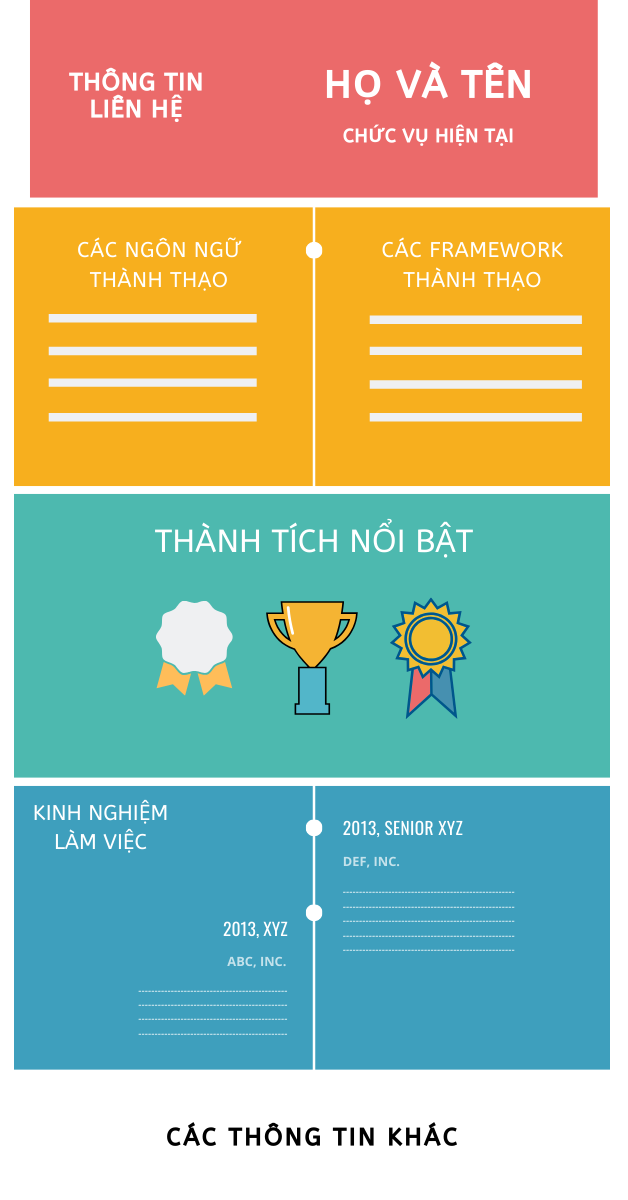 THÔNG TIN
LIÊN HỆ
HỌ VÀ TÊN
CHỨC VỤ HIỆN TẠI
CÁC NGÔN NGỮ
THÀNH THẠO
CÁC FRAMEWORK
THÀNH THẠO
THÀNH TÍCH NỔI BẬT
KINH NGHIỆM
LÀM VIỆC
2013, SENIOR XYZ
DEF, INC.
2013, XYZ
ABC, INC.
CÁC THÔNG TIN KHÁC